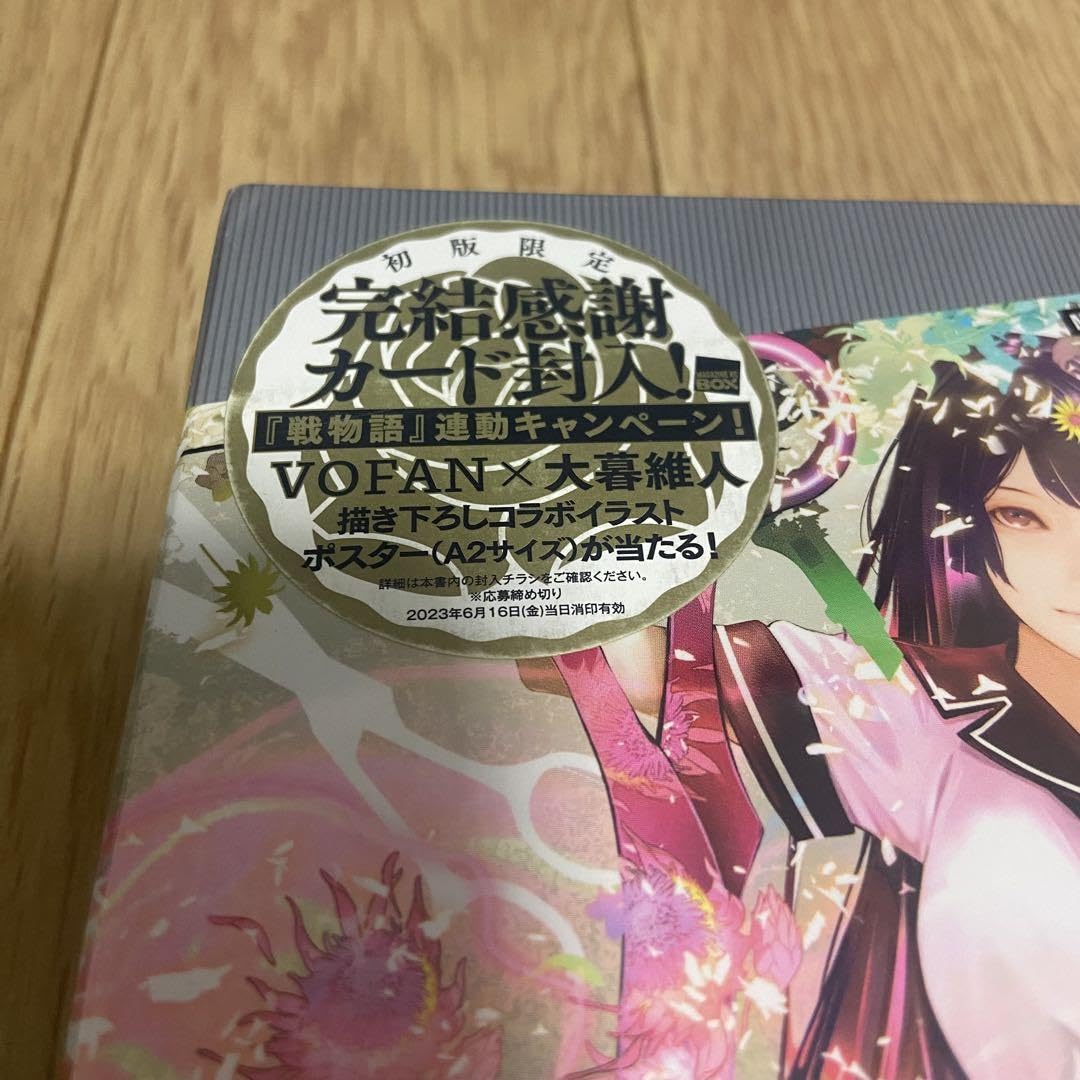 初版限定
完結感謝
カード封入!
MAGAZINE KC
BOX
『戦物語』連動キャンペーン!
VOFAN×大暮維人
描き下ろしコラボイラスト
ポスター(A2サイズ)が当たる!
詳細は本書内の封入チラシをご確認ください。
※応募締め切り
2023年6月16日(金)当日消印有効